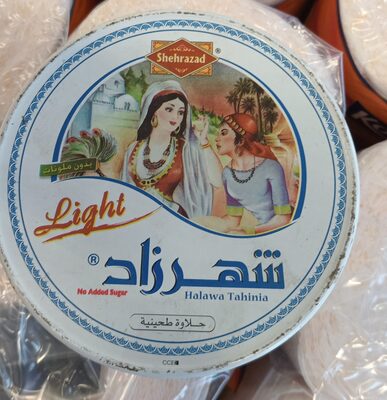 Shehrazad ®
بدون ملونات
Light
شهرزاد ®
No Added Sugar
Halawa Tahinia
حلاوة طحينية